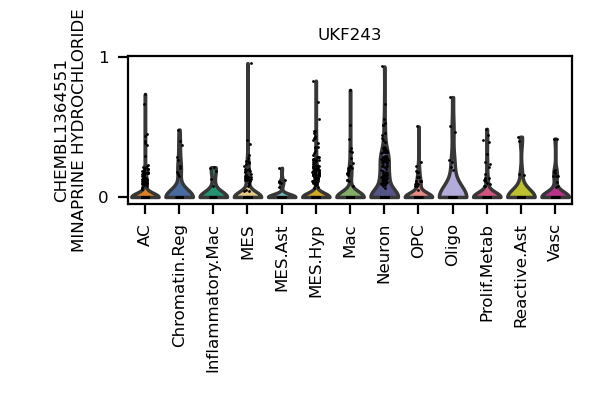 UKF243
CHEMBL1364551
MINAPRINE HYDROCHLORIDE
1
0
AC
Chromatin.Reg
Inflammatory.Mac
MES
MES.Ast
MES.Hyp
Mac
Neuron
OPC
Oligo
Prolif.Metab
Reactive.Ast
Vasc